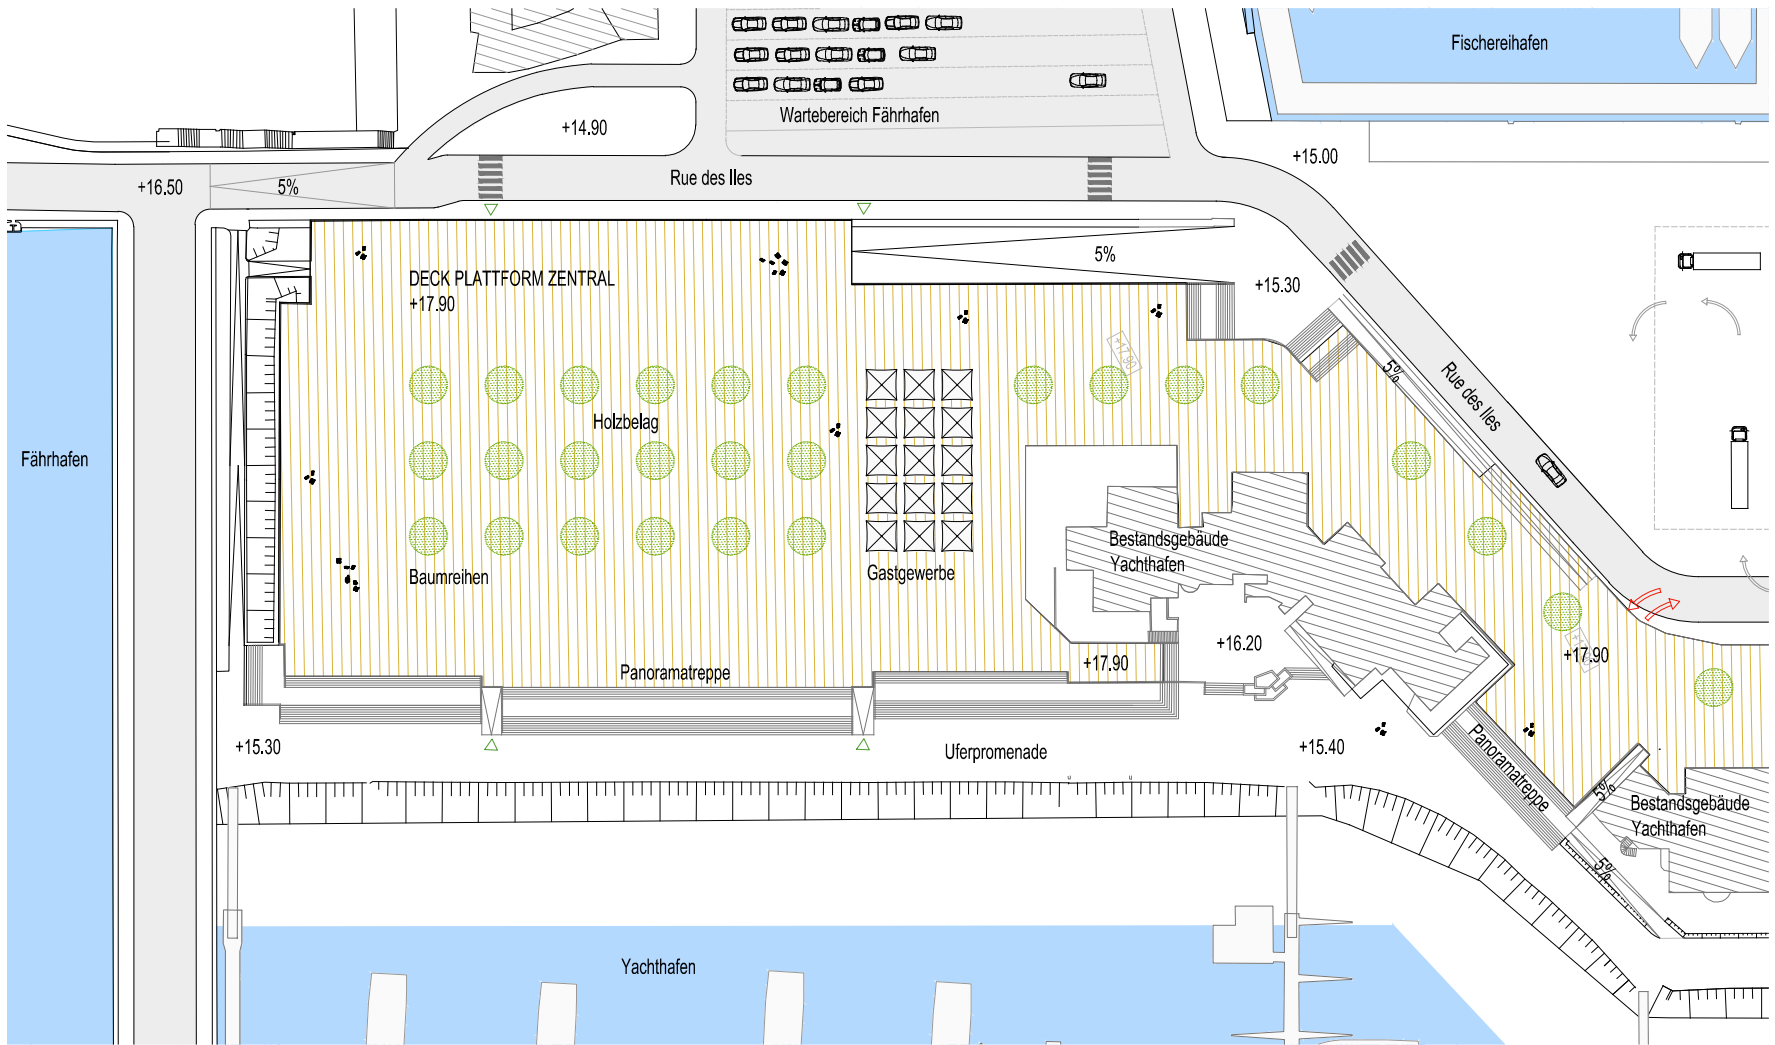 Fischereihafen
Wartebereich Fährhafen
+14.90
+15.00
Rue des Iles
+16.50
5%
5%
DECK PLATTFORM ZENTRAL
+17.90
+15.30
+17.90
5%
Rue des Iles
Holzbelag
Fährhafen
Bestandsgebäude
Yachthafen
Baumreihen
Gastgewerbe
+16.20
+17.90
+17.90
Panoramatreppe
+15.30
Uferpromenade
+15.40
Panoramatreppe
5%
Bestandsgebäude
Yachthafen
5%
Yachthafen